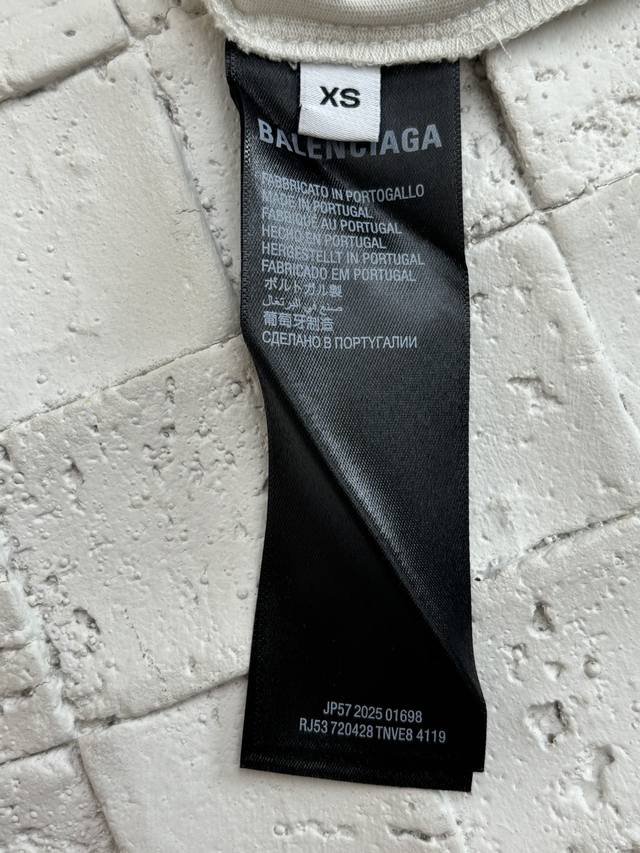 XS
BALENCIAGA
FABBRICATO IN PORTOGALLO
MADE IN PORTUGAL
FABRIQUÉ AU PORTUGAL
HECHO EN PORTUGAL
HERGESTELLT IN PORTUGAL
FABRICADO EM PORTUGAL
ポルトガル製
صنع في البرتغال
葡萄牙制造
СДЕЛАНО В ПОРТУГАЛИИ
JP57 2025 01698
RJ53 720428 TNVE8 4119